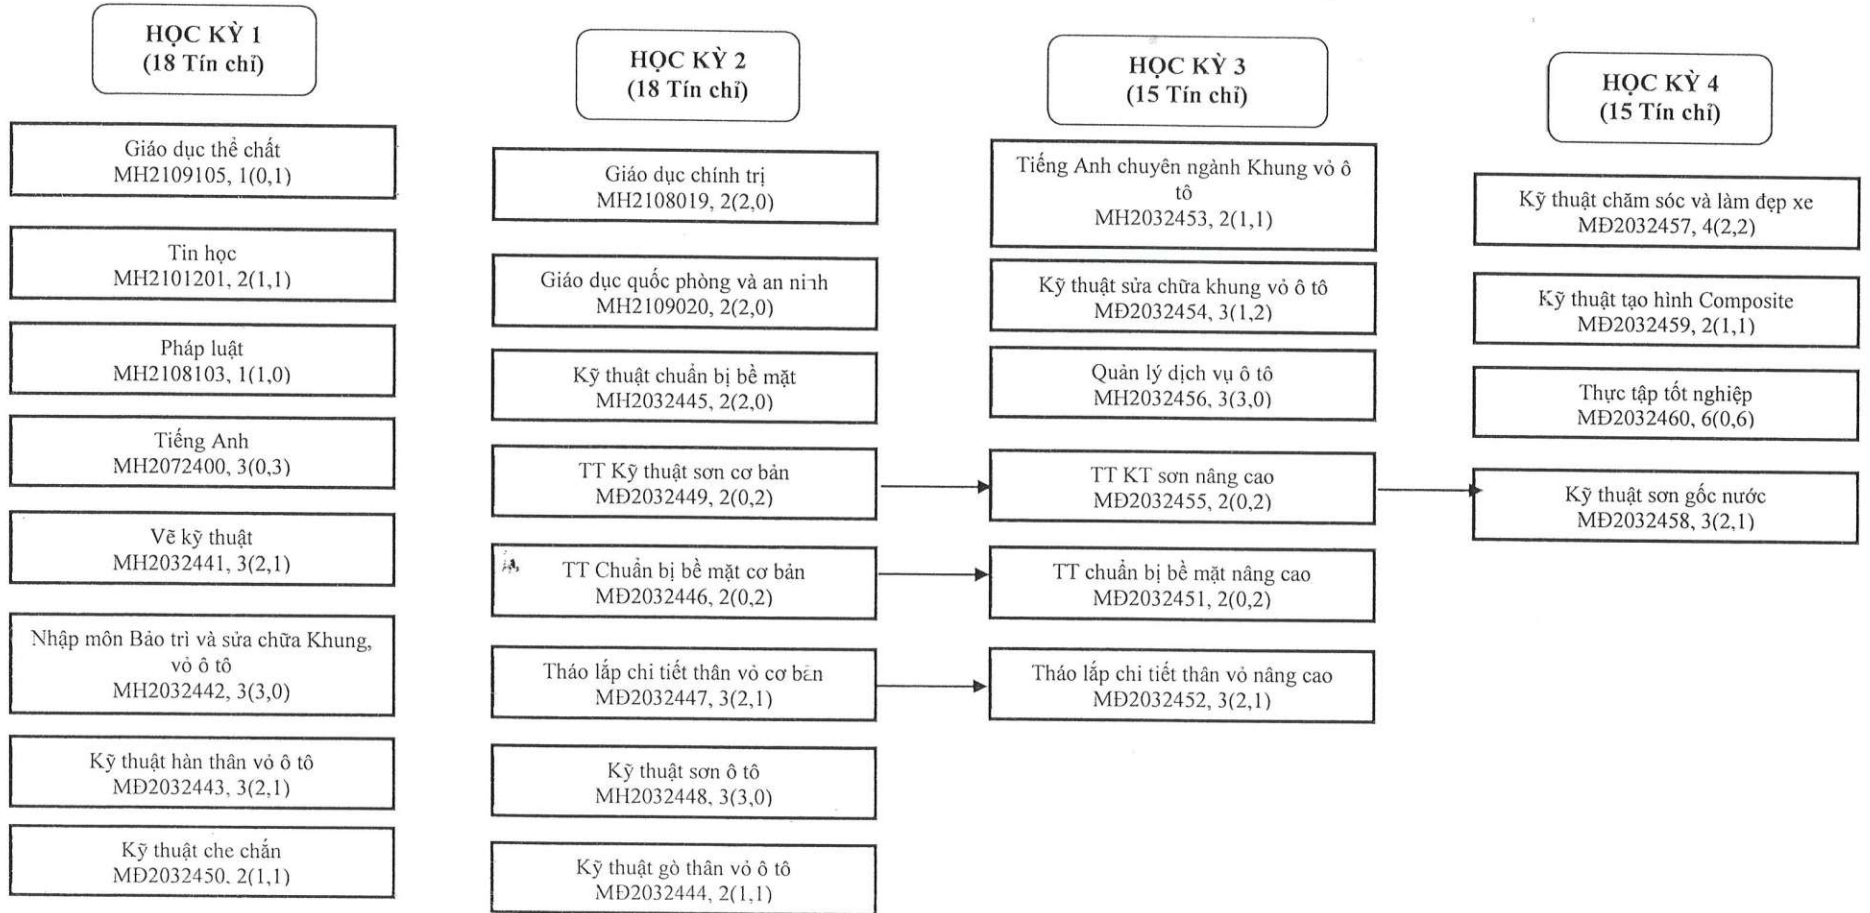 HỌC KỲ 1
(18 Tín chỉ)
Giáo dục thể chất
MH2109105, 1(0,1)
Tin học
MH2101201, 2(1,1)
Pháp luật
MH2108103, 1(1,0)
Tiếng Anh
MH2072400, 3(0,3)
Vẽ kỹ thuật
MH2032441, 3(2,1)
Nhập môn Bảo trì và sửa chữa Khung,
vỏ ô tô
MH2032442, 3(3,0)
Kỹ thuật hàn thân vỏ ô tô
MĐ2032443, 3(2,1)
Kỹ thuật che chắn
MĐ2032450, 2(1,1)
HỌC KỲ 2
(18 Tín chỉ)
Giáo dục chính trị
MH2108019, 2(2,0)
Giáo dục quốc phòng và an ninh
MH2109020, 2(2,0)
Kỹ thuật chuẩn bị bề mặt
MH2032445, 2(2,0)
TT Kỹ thuật sơn cơ bản
MĐ2032449, 2(0,2)
TT Chuẩn bị bề mặt cơ bản
MĐ2032446, 2(0,2)
Tháo lắp chi tiết thân vỏ cơ bản
MĐ2032447, 3(2,1)
Kỹ thuật sơn ô tô
MH2032448, 3(3,0)
Kỹ thuật gò thân vỏ ô tô
MĐ2032444, 2(1,1)
HỌC KỲ 3
(15 Tín chỉ)
Tiếng Anh chuyên ngành Khung vỏ ô
tô
MH2032453, 2(1,1)
Kỹ thuật sửa chữa khung vỏ ô tô
MĐ2032454, 3(1,2)
Quản lý dịch vụ ô tô
MH2032456, 3(3,0)
TT KT sơn nâng cao
MĐ2032455, 2(0,2)
TT chuẩn bị bề mặt nâng cao
MĐ2032451, 2(0,2)
Tháo lắp chi tiết thân vỏ nâng cao
MĐ2032452, 3(2,1)
HỌC KỲ 4
(15 Tín chỉ)
Kỹ thuật chăm sóc và làm đẹp xe
MĐ2032457, 4(2,2)
Kỹ thuật tạo hình Composite
MĐ2032459, 2(1,1)
Thực tập tốt nghiệp
MĐ2032460, 6(0,6)
Kỹ thuật sơn gốc nước
MĐ2032458, 3(2,1)